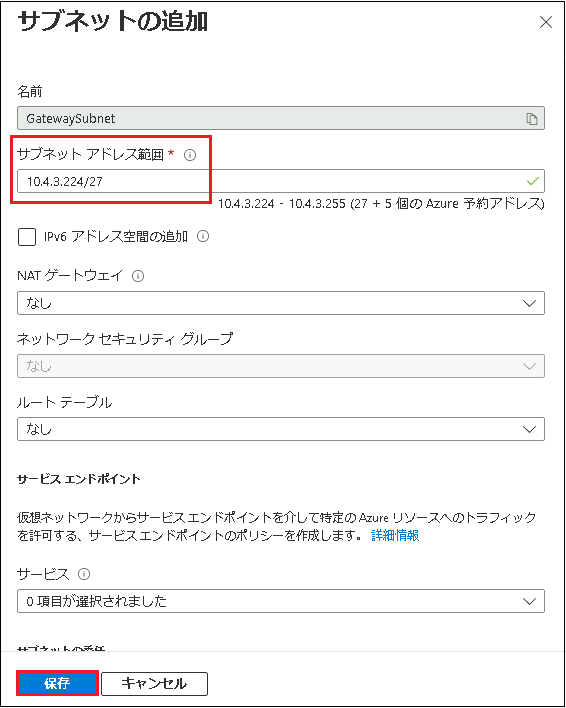 サブネットの追加
名前
GatewaySubnet
サブネット アドレス範囲 *
10.4.3.224/27
10.4.3.224 - 10.4.3.255 (27 + 5 個の Azure 予約アドレス)
IPv6 アドレス空間の追加
NAT ゲートウェイ
なし
ネットワーク セキュリティ グループ
なし
ルート テーブル
なし
サービス エンドポイント
仮想ネットワークからサービス エンドポイントを介して特定の Azure リソースへのトラフィック
を許可する、サービス エンドポイントのポリシーを作成します。 詳細情報
サービス
0 項目が選択されました
サブネットの委任
保存
キャンセル